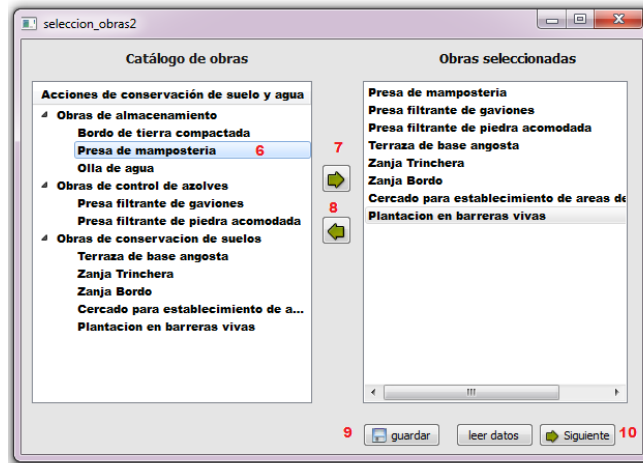 seleccion_obras2
Catálogo de obras
Acciones de conservación de suelo y agua
Obras de almacenamiento
Bordo de tierra compactada
Presa de mamposteria 6
Olla de agua
Obras de control de azolves
Presa filtrante de gaviones
Presa filtrante de piedra acomodada
Obras de conservacion de suelos
Terraza de base angosta
Zanja Trinchera
Zanja Bordo
Cercado para establecimiento de a...
Plantacion en barreras vivas
7
8
Obras seleccionadas
Presa de mamposteria
Presa filtrante de gaviones
Presa filtrante de piedra acomodada
Terraza de base angosta
Zanja Trinchera
Zanja Bordo
Cercado para establecimiento de areas de
Plantacion en barreras vivas
9 guardar leer datos Siguiente 10